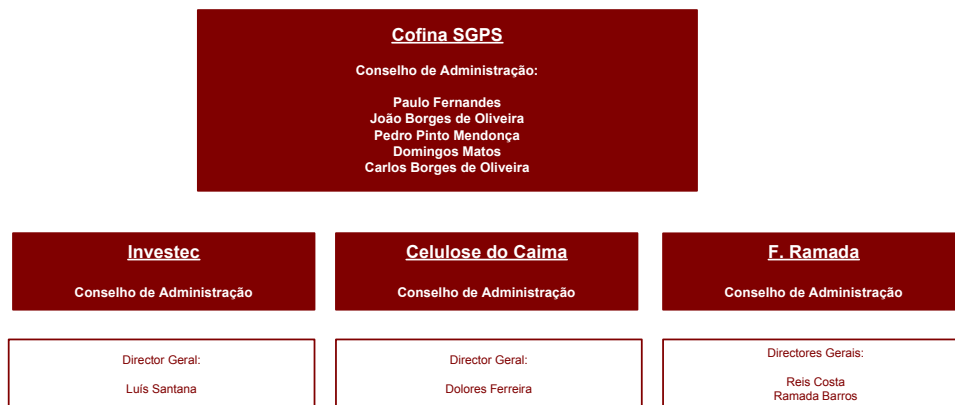 Cofina SGPS
Conselho de Administração:
Paulo Fernandes
João Borges de Oliveira
Pedro Pinto Mendonça
Domingos Matos
Carlos Borges de Oliveira
Investec
Conselho de Administração
Celulose do Caima
Conselho de Administração
F. Ramada
Conselho de Administração
Director Geral:
Luís Santana
Director Geral:
Dolores Ferreira
Directores Gerais:
Reis Costa
Ramada Barros